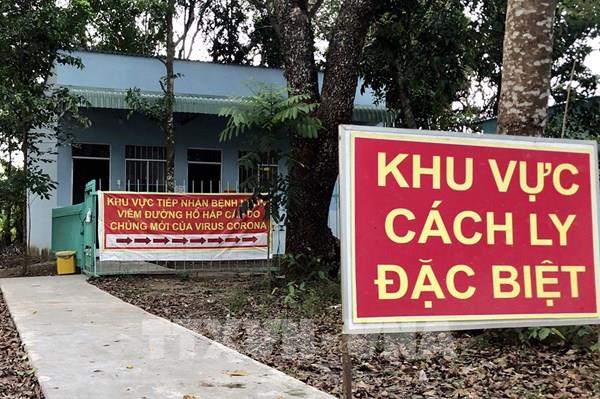 KHU VỰC TIẾP NHẬN BỆNH
VIÊM ĐƯỜNG HÔ HẤP CẤP DO
CHỦNG MỚI CỦA VIRUS CORONA
KHU VỰC
CÁCH LY
ĐẶC BIỆT